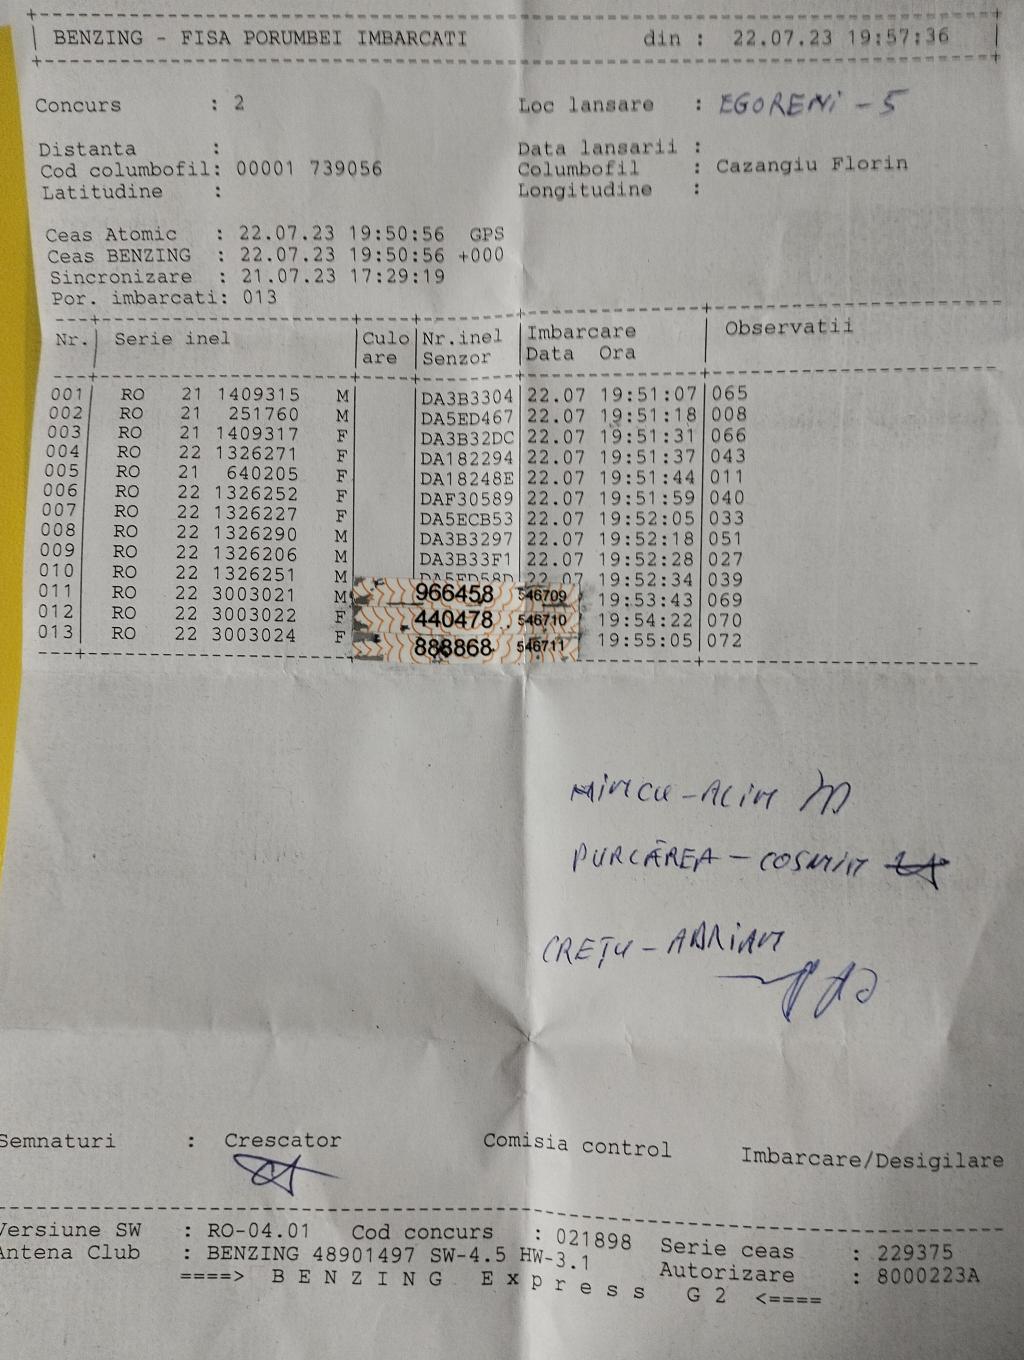 BENZING - FISA PORUMBEI IMBARCATI din : 22.07.23 19:57:36
Concurs : 2 Loc lansare : EGORENI - 5
Distanta : Data lansarii :
Cod columbofil: 00001 739056 Columbofil : Cazangiu Florin
Latitudine : Longitudine :
Ceas Atomic : 22.07.23 19:50:56 GPS
Ceas BENZING : 22.07.23 19:50:56 +000
Sincronizare : 21.07.23 17:29:19
Por. imbarcati: 013
Nr. Serie inel Culo Nr.inel Imbarcare Observatii
are Senzor Data Ora
001 RO 21 1409315 M DA3B3304 22.07 19:51:07 065
002 RO 21 251760 M DA5ED467 22.07 19:51:18 008
003 RO 21 1409317 F DA3B32DC 22.07 19:51:31 066
004 RO 22 1326271 F DA182294 22.07 19:51:37 043
005 RO 21 640205 F DA18248E 22.07 19:51:44 011
006 RO 22 1326252 F DAF30589 22.07 19:51:59 040
007 RO 22 1326227 F DA5ECB53 22.07 19:52:05 033
008 RO 22 1326290 M DA3B3297 22.07 19:52:18 051
009 RO 22 1326206 M DA3B33F1 22.07 19:52:28 027
010 RO 22 1326251 M DA5ED58D 22.07 19:52:34 039
011 RO 22 3003021 M 966458 546709 19:53:43 069
012 RO 22 3003022 F 440478 546710 19:54:22 070
013 RO 22 3003024 F 888868 546711 19:55:05 072
MINCU - ALIN
PURCĂREA - COSMIN
CREȚU - ADRIAN
Semnaturi : Crescator Comisia control Imbarcare/Desigilare
Versiune SW : RO-04.01 Cod concurs : 021898 Serie ceas : 229375
Antena Club : BENZING 48901497 SW-4.5 HW-3.1 Autorizare : 8000223A
====> B E N Z I N G E x p r e s s G 2 <====